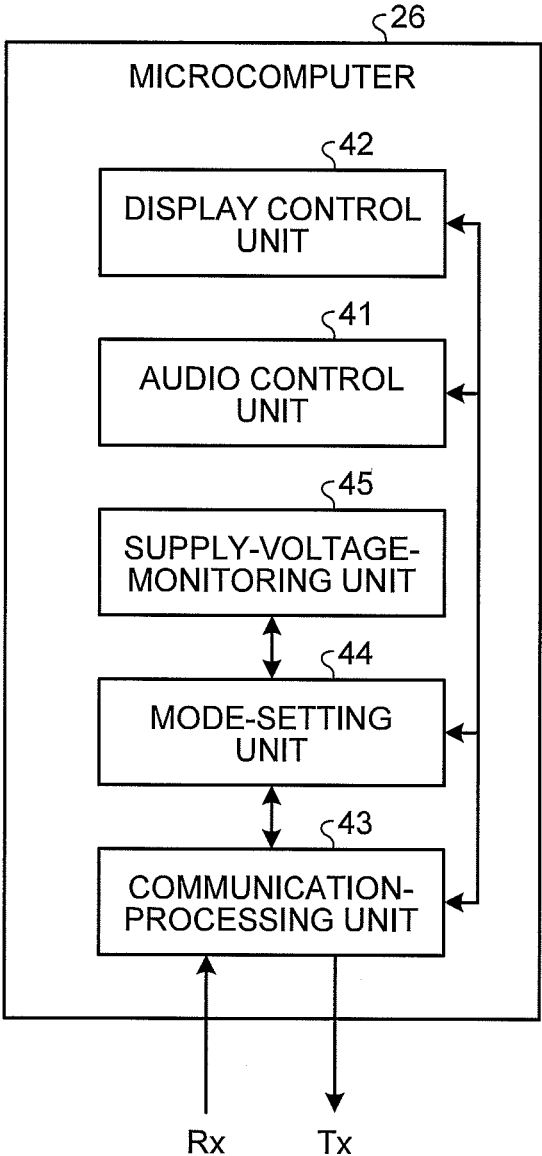 26
MICROCOMPUTER
42
DISPLAY CONTROL
UNIT
41
AUDIO CONTROL
UNIT
45
SUPPLY-VOLTAGE-
MONITORING UNIT
44
MODE-SETTING
UNIT
43
COMMUNICATION-
PROCESSING UNIT
Rx Tx